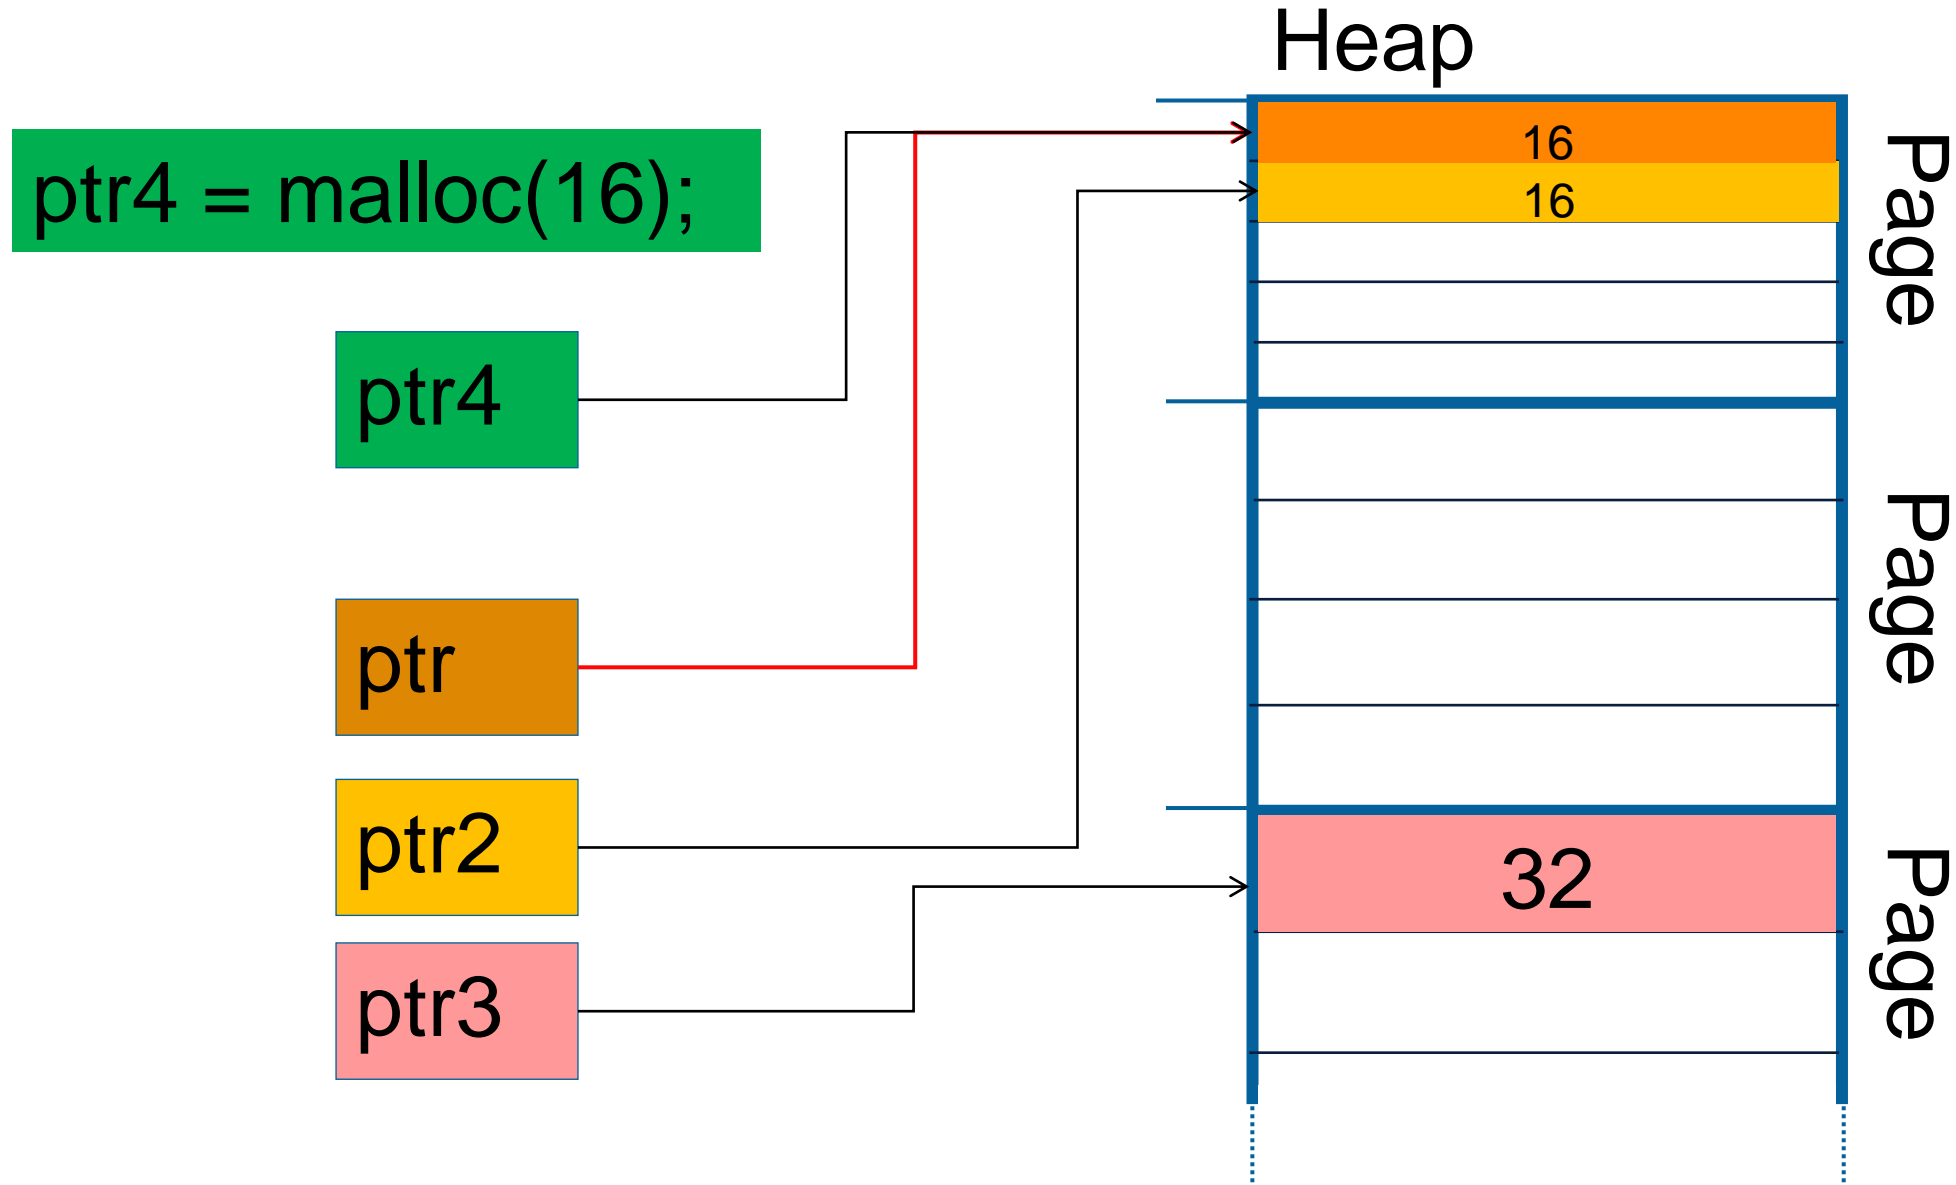 Heap
ptr4 = malloc(16);
16
16
Page
ptr4
Page
ptr
ptr2
32
Page
ptr3